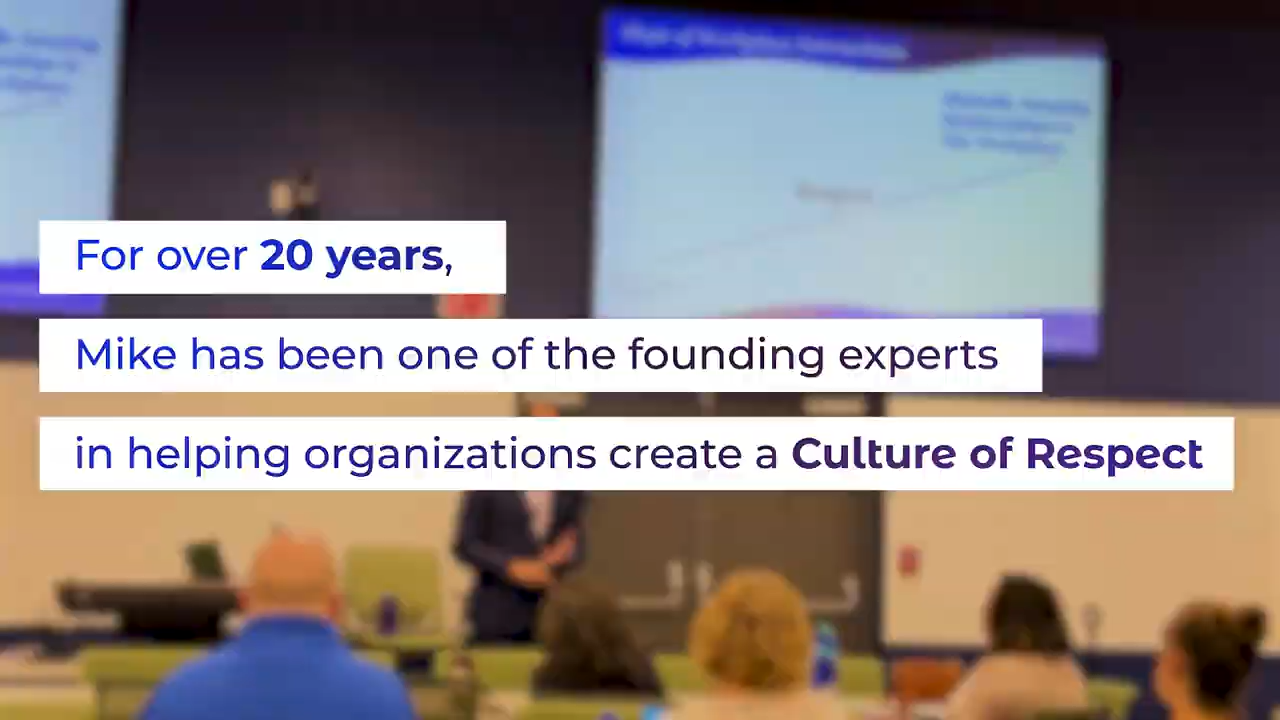 For over 20 years,
Mike has been one of the founding experts
in helping organizations create a Culture of Respect